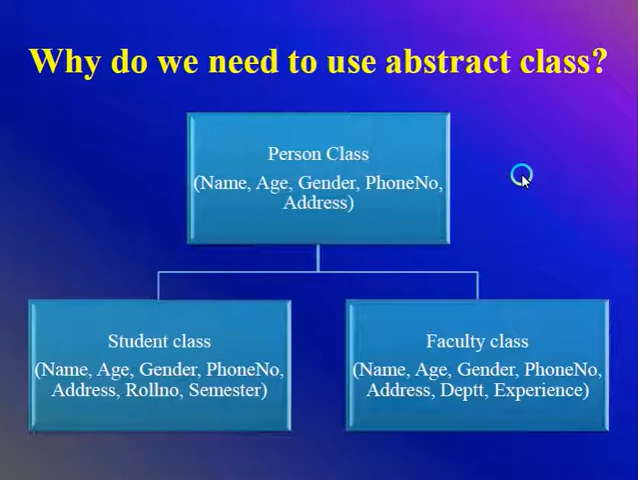 Why do we need to use abstract class?
Person Class
(Name, Age, Gender, PhoneNo,
Address)
Student class
(Name, Age, Gender, PhoneNo,
Address, Rollno, Semester)
Faculty class
(Name, Age, Gender, PhoneNo,
Address, Deptt, Experience)